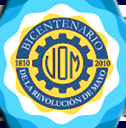 BICENTENARIO
1810 2010
UOM
DE LA REVOLUCIÓN DE MAYO